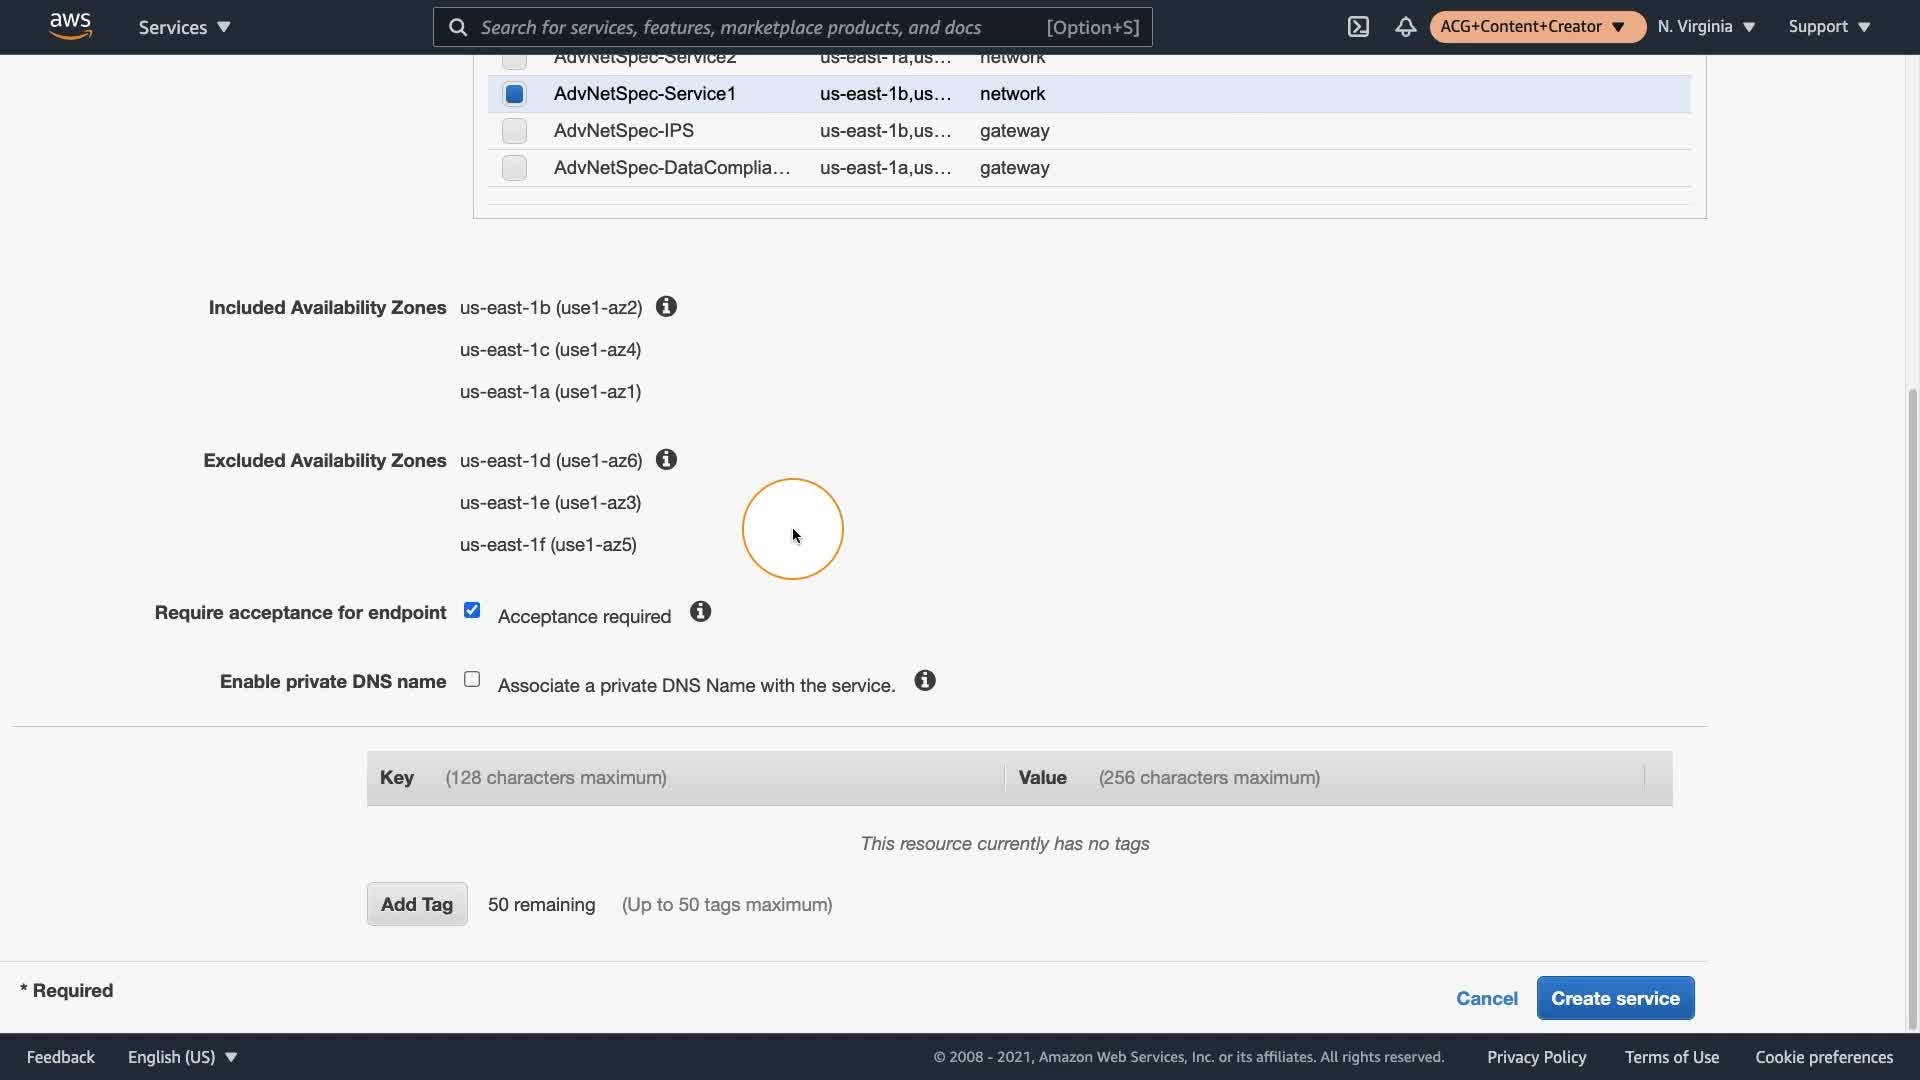 aws Services Search for services, features, marketplace products, and docs [Option+S] ACG+Content+Creator N. Virginia Support
AdvNetSpec-Service2 us-east-1a,us... network
AdvNetSpec-Service1 us-east-1b,us... network
AdvNetSpec-IPS us-east-1b,us... gateway
AdvNetSpec-DataComplia... us-east-1a,us... gateway
Included Availability Zones us-east-1b (use1-az2)
us-east-1c (use1-az4)
us-east-1a (use1-az1)
Excluded Availability Zones us-east-1d (use1-az6)
us-east-1e (use1-az3)
us-east-1f (use1-az5)
Require acceptance for endpoint Acceptance required
Enable private DNS name Associate a private DNS Name with the service.
Key (128 characters maximum) Value (256 characters maximum)
This resource currently has no tags
Add Tag 50 remaining (Up to 50 tags maximum)
* Required Cancel Create service
Feedback English (US) © 2008 - 2021, Amazon Web Services, Inc. or its affiliates. All rights reserved. Privacy Policy Terms of Use Cookie preferences